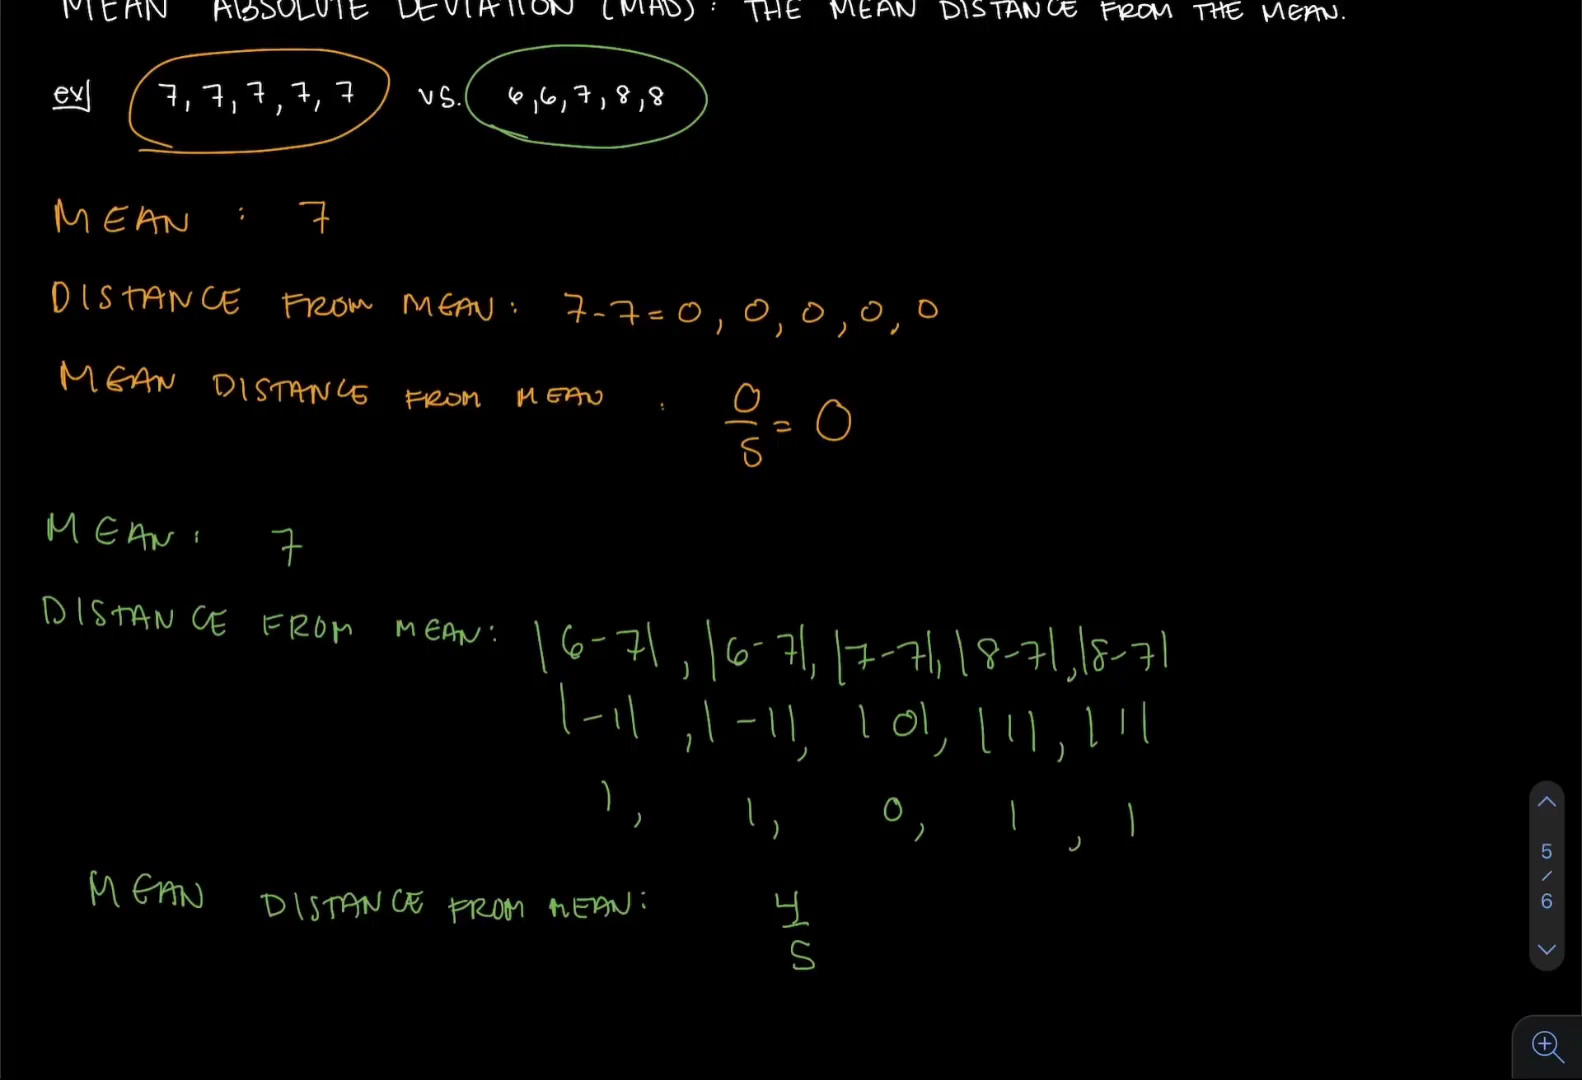 MEAN ABSOLUTE DEVIATION (MAD): THE MEAN DISTANCE FROM THE MEAN.
ex] 7, 7, 7, 7, 7 vs. 6, 6, 7, 8, 8
MEAN: 7
DISTANCE FROM MEAN: 7-7=0, 0, 0, 0, 0
MEAN DISTANCE FROM MEAN: 0/5 = 0
MEAN: 7
DISTANCE FROM MEAN: |6-7|, |6-7|, |7-7|, |8-7|, |8-7|
|-1|, |-1|, |0|, |1|, |1|
1, 1, 0, 1, 1
MEAN DISTANCE FROM MEAN: 4/5
5
/
6